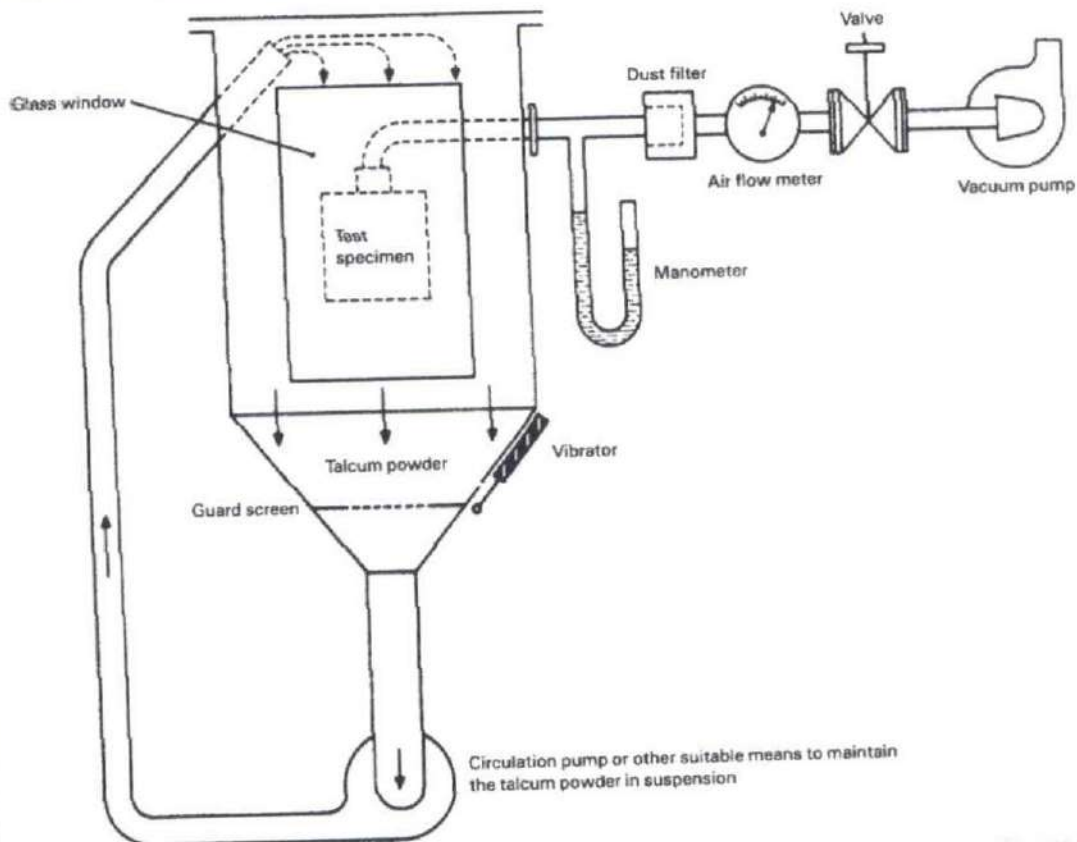 Valve
Glass window
Dust filter
Air flow meter
Vacuum pump
Test
specimen
Manometer
Talcum powder
Vibrator
Guard screen
Circulation pump or other suitable means to maintain
the talcum powder in suspension